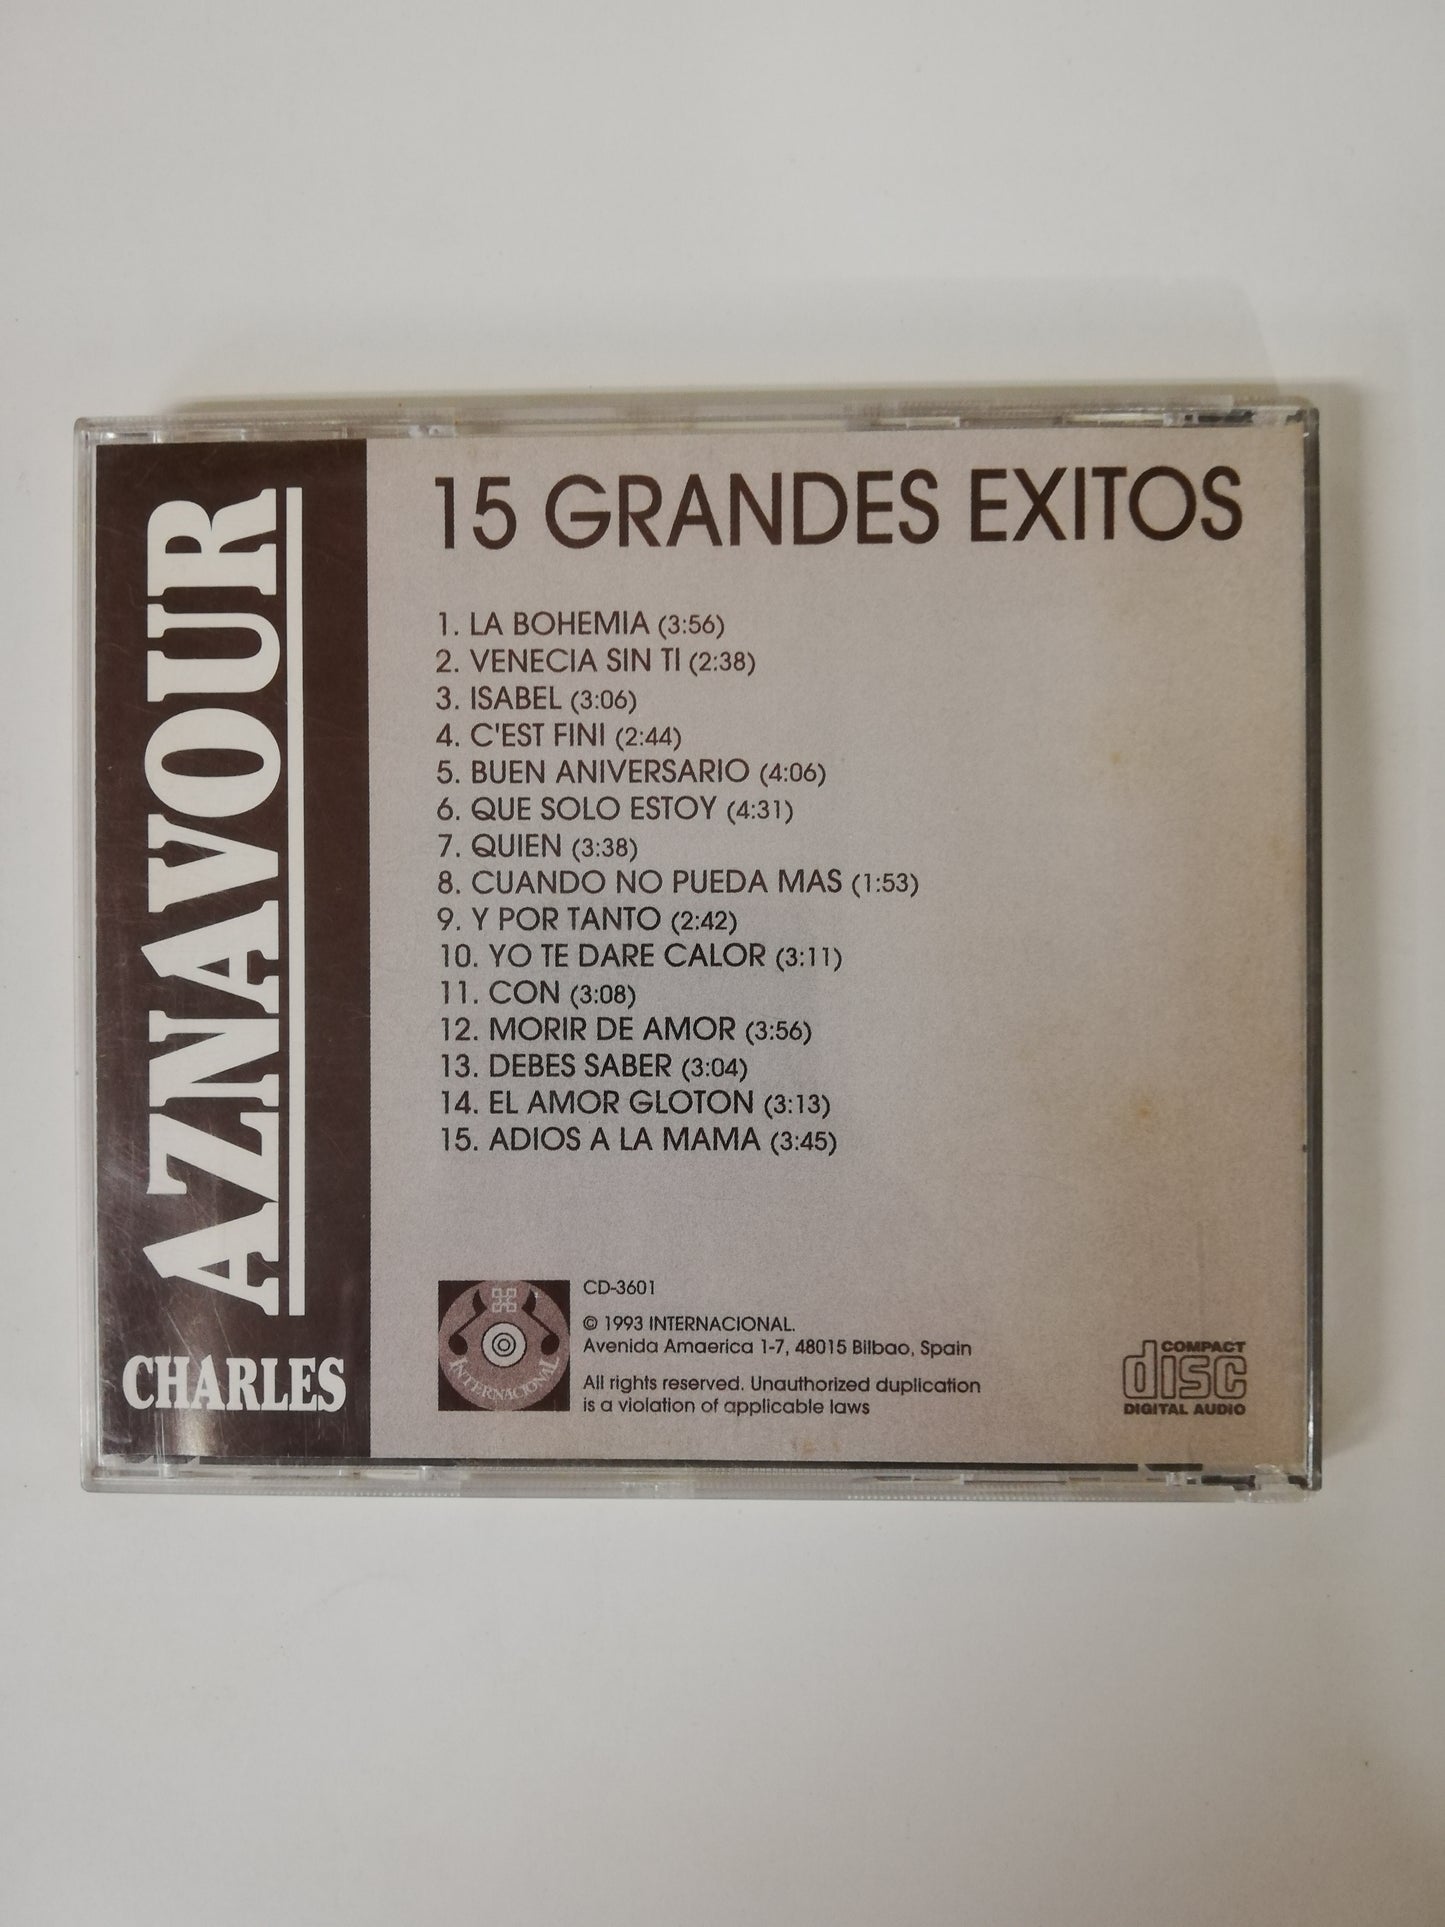 CHARLES
AZNAVOUR
15 GRANDES EXITOS
1. LA BOHEMIA (3:56)
2. VENECIA SIN TI (2:38)
3. ISABEL (3:06)
4. C'EST FINI (2:44)
5. BUEN ANIVERSARIO (4:06)
6. QUE SOLO ESTOY (4:31)
7. QUIEN (3:38)
8. CUANDO NO PUEDA MAS (1:53)
9. Y POR TANTO (2:42)
10. YO TE DARE CALOR (3:11)
11. CON (3:08)
12. MORIR DE AMOR (3:56)
13. DEBES SABER (3:04)
14. EL AMOR GLOTON (3:13)
15. ADIOS A LA MAMA (3:45)
INTERNACIONAL
CD-3601
© 1993 INTERNACIONAL.
Avenida Amaerica 1-7, 48015 Bilbao, Spain
All rights reserved. Unauthorized duplication
is a violation of applicable laws
COMPACT
disc
DIGITAL AUDIO